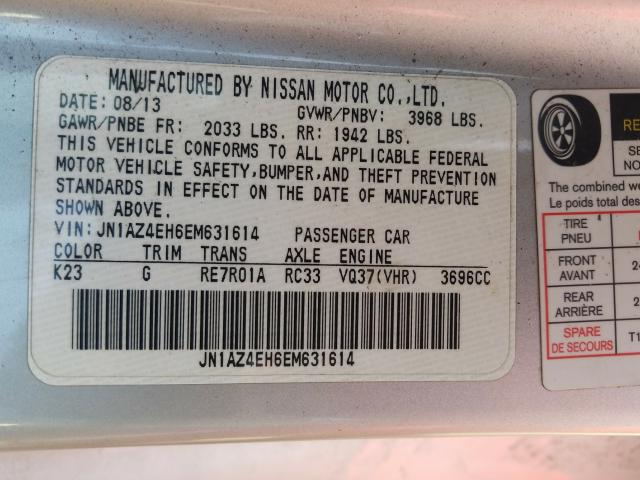 MANUFACTURED BY NISSAN MOTOR CO.,LTD.
DATE: 08/13
GVWR/PNBV: 3968 LBS.
GAWR/PNBE FR: 2033 LBS. RR: 1942 LBS.
THIS VEHICLE CONFORMS TO ALL APPLICABLE FEDERAL
MOTOR VEHICLE SAFETY,BUMPER,AND THEFT PREVENTION
STANDARDS IN EFFECT ON THE DATE OF MANUFACTURE
SHOWN ABOVE.
VIN: JN1AZ4EH6EM631614 PASSENGER CAR
COLOR TRIM TRANS AXLE ENGINE
K23 G RE7R01A RC33 VQ37(VHR) 3696CC
JN1AZ4EH6EM631614
The combined
Le poids total
TIRE
PNEU
FRONT
AVANT
REAR
ARRIÈRE
SPARE
DE SECOURS